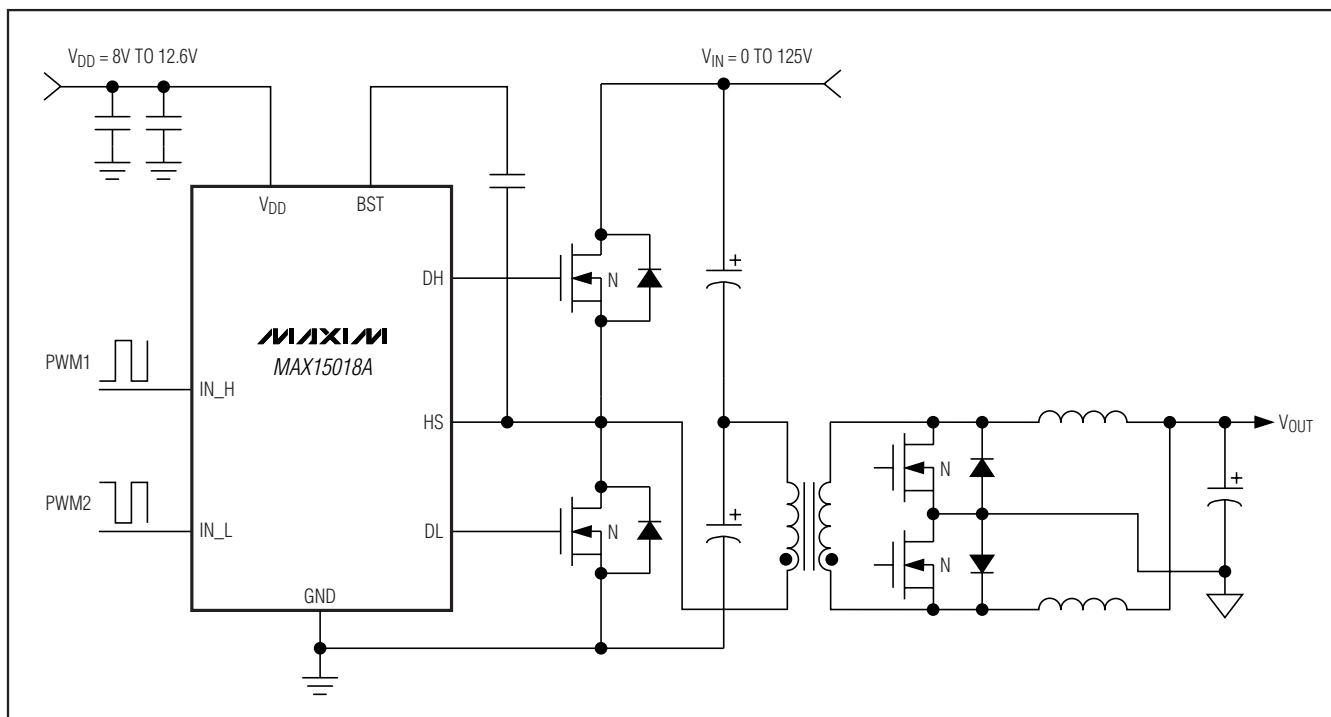 V_DD = 8V TO 12.6V
V_IN = 0 TO 125V
V_DD
BST
DH
N
MAXIM
MAX15018A
PWM1
IN_H
HS
V_OUT
N
PWM2
IN_L
DL
N
N
GND
+
+
+